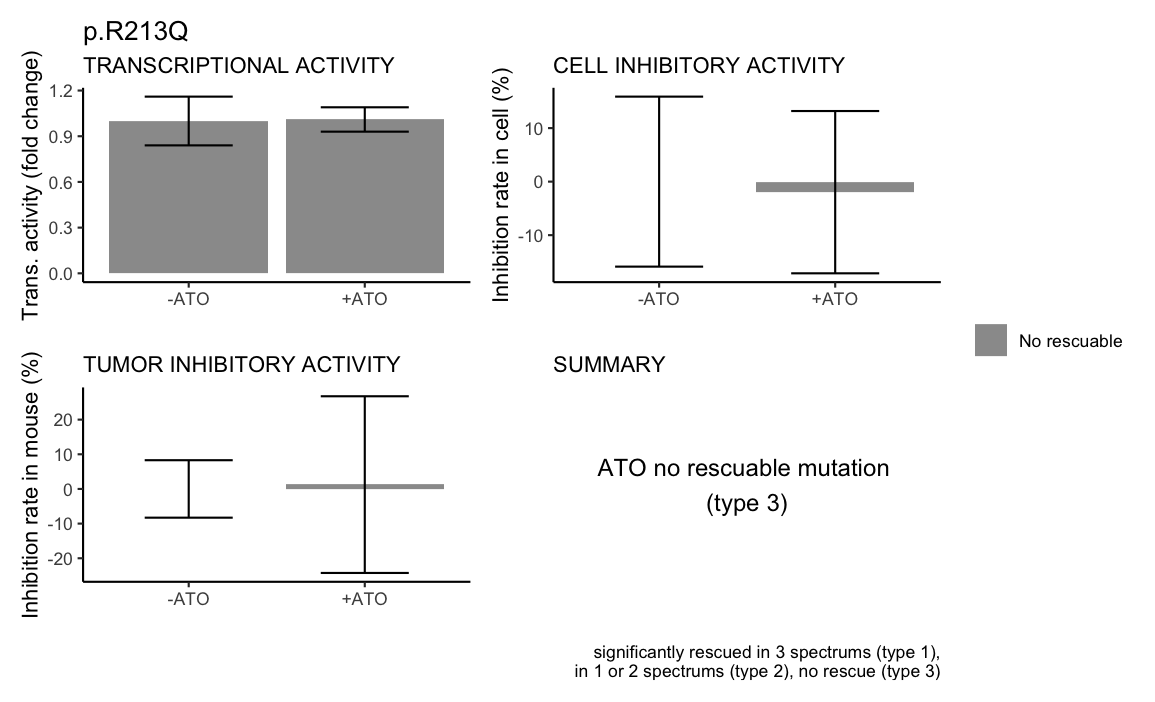 p.R213Q
TRANSCRIPTIONAL ACTIVITY
Trans. activity (fold change)
1.2
0.9
0.6
0.3
0.0
-ATO
+ATO
CELL INHIBITORY ACTIVITY
Inhibition rate in cell (%)
10
0
-10
-ATO
+ATO
No rescuable
TUMOR INHIBITORY ACTIVITY
Inhibition rate in mouse (%)
20
10
0
-10
-20
-ATO
+ATO
SUMMARY
ATO no rescuable mutation
(type 3)
significantly rescued in 3 spectrums (type 1),
in 1 or 2 spectrums (type 2), no rescue (type 3)